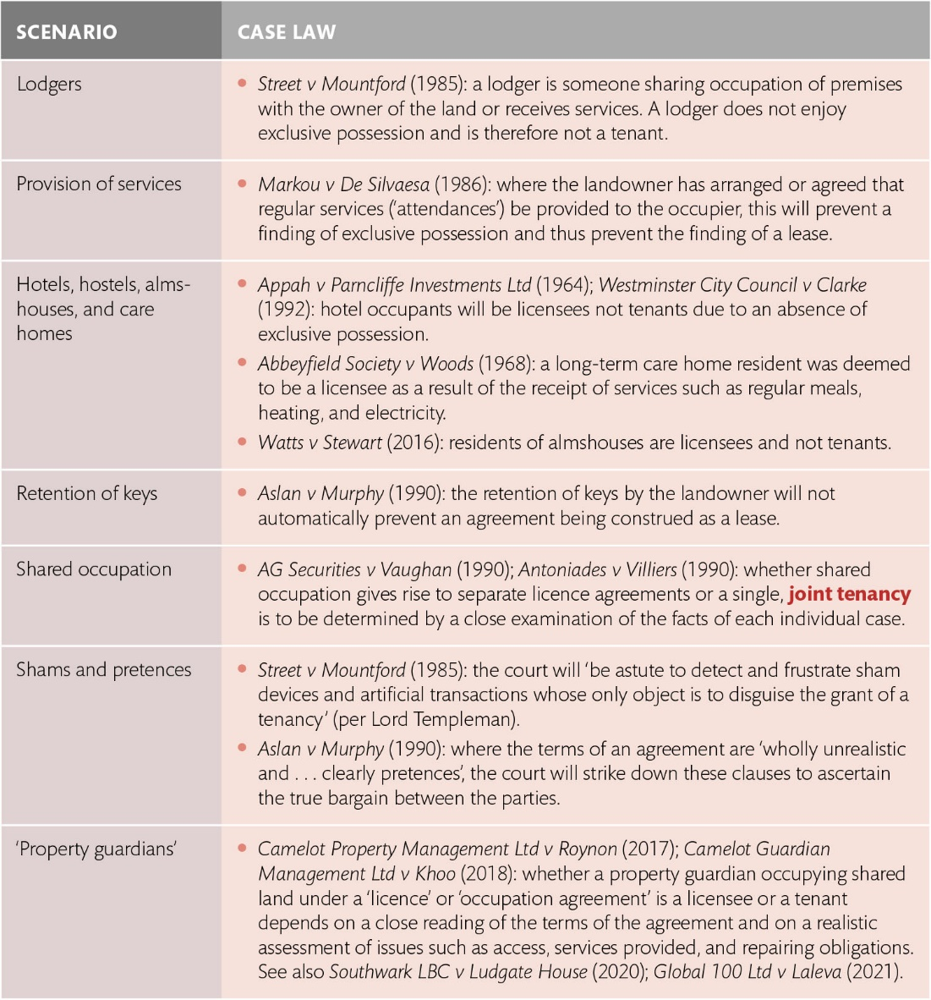 SCENARIO
CASE LAW
Lodgers
• Street v Mountford (1985): a lodger is someone sharing occupation of premises
with the owner of the land or receives services. A lodger does not enjoy
exclusive possession and is therefore not a tenant.
Provision of services
• Markou v De Silvaesa (1986): where the landowner has arranged or agreed that
regular services (‘attendances’) be provided to the occupier, this will prevent a
finding of exclusive possession and thus prevent the finding of a lease.
Hotels, hostels, alms-
houses, and care
homes
• Appah v Parncliffe Investments Ltd (1964); Westminster City Council v Clarke
(1992): hotel occupants will be licensees not tenants due to an absence of
exclusive possession.
• Abbeyfield Society v Woods (1968): a long-term care home resident was deemed
to be a licensee as a result of the receipt of services such as regular meals,
heating, and electricity.
• Watts v Stewart (2016): residents of almshouses are licensees and not tenants.
Retention of keys
• Aslan v Murphy (1990): the retention of keys by the landowner will not
automatically prevent an agreement being construed as a lease.
Shared occupation
• AG Securities v Vaughan (1990); Antoniades v Villiers (1990): whether shared
occupation gives rise to separate licence agreements or a single, joint tenancy
is to be determined by a close examination of the facts of each individual case.
Shams and pretences
• Street v Mountford (1985): the court will ‘be astute to detect and frustrate sham
devices and artificial transactions whose only object is to disguise the grant of a
tenancy’ (per Lord Templeman).
• Aslan v Murphy (1990): where the terms of an agreement are ‘wholly unrealistic
and . . . clearly pretences’, the court will strike down these clauses to ascertain
the true bargain between the parties.
‘Property guardians’
• Camelot Property Management Ltd v Roynon (2017); Camelot Guardian
Management Ltd v Khoo (2018): whether a property guardian occupying shared
land under a ‘licence’ or ‘occupation agreement’ is a licensee or a tenant
depends on a close reading of the terms of the agreement and on a realistic
assessment of issues such as access, services provided, and repairing obligations.
See also Southwark LBC v Ludgate House (2020); Global 100 Ltd v Laleva (2021).